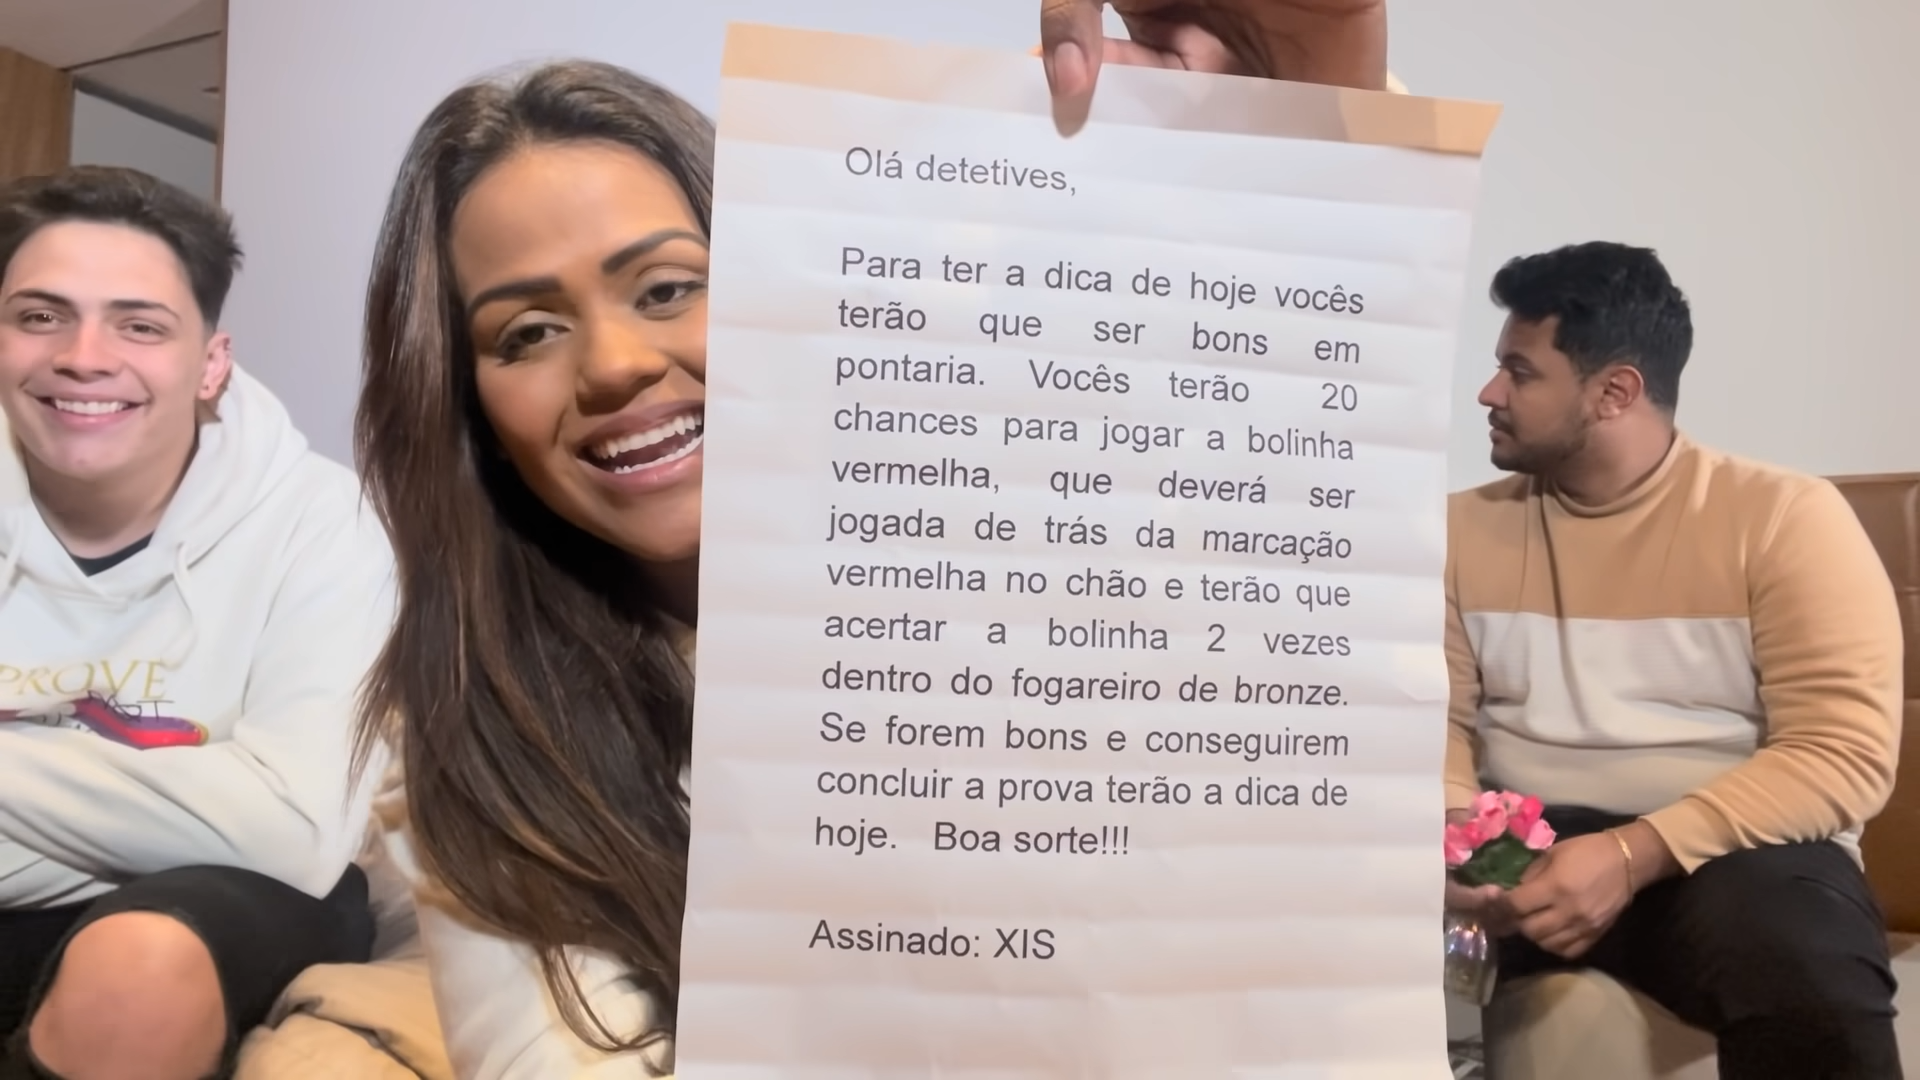 Olá detetives,
Para ter a dica de hoje vocês
terão que ser bons em
pontaria. Vocês terão 20
chances para jogar a bolinha
vermelha, que deverá ser
jogada de trás da marcação
vermelha no chão e terão que
acertar a bolinha 2 vezes
dentro do fogareiro de bronze.
Se forem bons e conseguirem
concluir a prova terão a dica de
hoje. Boa sorte!!!
Assinado: XIS
PROVE